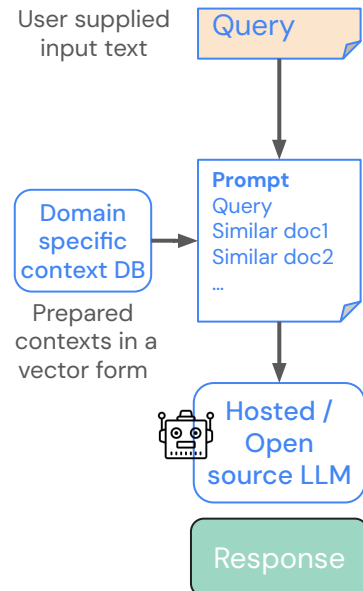 User supplied
input text
Query
Prompt
Query
Similar doc1
Similar doc2
...
Domain
specific
context DB
Prepared
contexts in a
vector form
Hosted /
Open
source LLM
Response